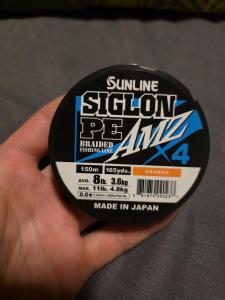 SUNLINE
SIGLON
PE AMZ
BRAIDED
FISHING LINE
×4
150m 165yds. ORANGE
AVG. 8lb. 3.6kg
MAX. 11lb. 4.8kg
MADE IN JAPAN